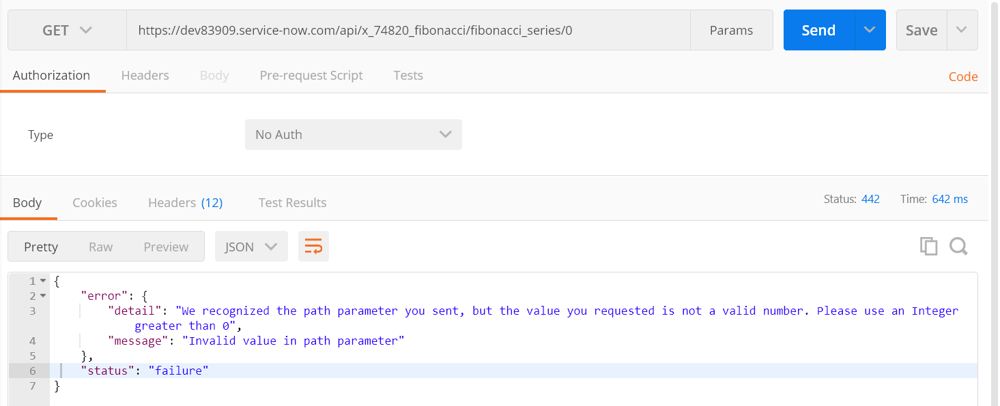 GET https://dev83909.service-now.com/api/x_74820_fibonacci/fibonacci_series/0 Params Send Save
Authorization Headers Body Pre-request Script Tests Code
Type No Auth
Body Cookies Headers (12) Test Results Status: 442 Time: 642 ms
Pretty Raw Preview JSON
1 {
2 "error": {
3 "detail": "We recognized the path parameter you sent, but the value you requested is not a valid number. Please use an Integer
greater than 0",
4 "message": "Invalid value in path parameter"
5 },
6 "status": "failure"
7 }